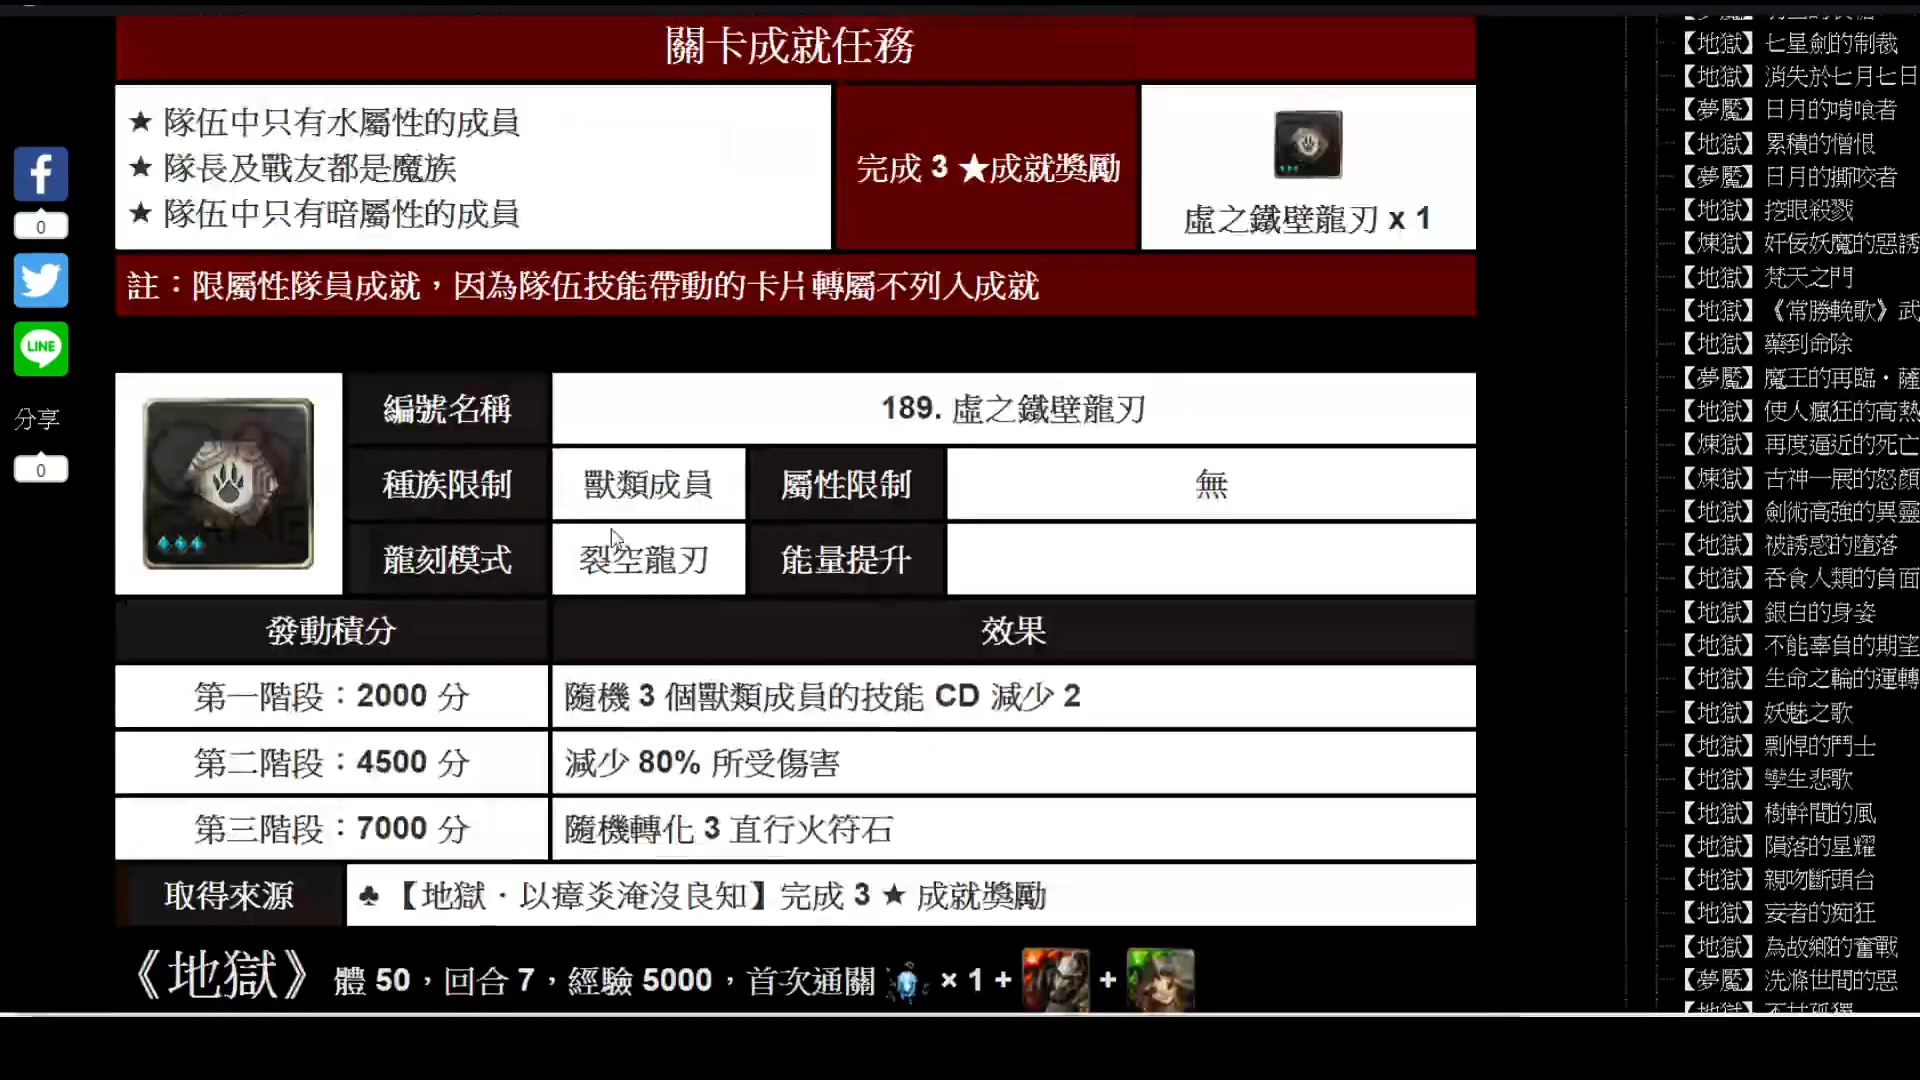 關卡成就任務
★ 隊伍中只有水屬性的成員
★ 隊長及戰友都是魔族
★ 隊伍中只有暗屬性的成員
完成 3 ★成就獎勵
虛之鐵壁龍刃 x 1
註：限屬性隊員成就，因為隊伍技能帶動的卡片轉屬不列入成就
0
LINE
分享
0
編號名稱
189. 虛之鐵壁龍刃
種族限制
獸類成員
屬性限制
無
龍刻模式
裂空龍刃
能量提升
發動積分
效果
第一階段：2000 分
隨機 3 個獸類成員的技能 CD 減少 2
第二階段：4500 分
減少 80% 所受傷害
第三階段：7000 分
隨機轉化 3 直行火符石
取得來源
♣ 【地獄．以瘴炎淹沒良知】完成 3 ★ 成就獎勵
《地獄》 體 50，回合 7，經驗 5000，首次通關 × 1 + +
【地獄】 七星劍的制裁
【地獄】 消失於七月七日
【夢魘】 日月的啃喰者
【地獄】 累積的憎恨
【夢魘】 日月的撕咬者
【地獄】 挖眼殺戮
【煉獄】 奸佞妖魔的惡誘
【地獄】 梵天之門
【地獄】 《常勝輓歌》武
【地獄】 藥到命除
【夢魘】 魔王的再臨・薩
【地獄】 使人瘋狂的高熱
【煉獄】 再度逼近的死亡
【煉獄】 古神一展的怒顏
【地獄】 劍術高強的異靈
【地獄】 被誘惑的墮落
【地獄】 吞食人類的負面
【地獄】 銀白的身姿
【地獄】 不能辜負的期望
【地獄】 生命之輪的運轉
【地獄】 妖魅之歌
【地獄】 剽悍的鬥士
【地獄】 孿生悲歌
【地獄】 樹幹間的風
【地獄】 隕落的星耀
【地獄】 親吻斷頭台
【地獄】 妄者的痴狂
【地獄】 為故鄉的奮戰
【夢魘】 洗滌世間的惡